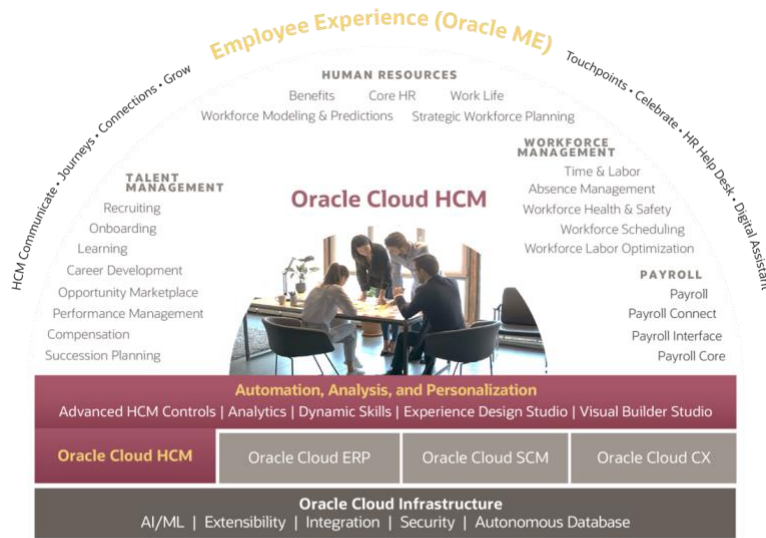 Employee Experience (Oracle ME)
HCM Communicate • Journeys • Connections • Grow
Touchpoints • Celebrate • HR Help Desk • Digital Assistant
HUMAN RESOURCES
Benefits Core HR Work Life
Workforce Modeling & Predictions Strategic Workforce Planning
TALENT
MANAGEMENT
Recruiting
Onboarding
Learning
Career Development
Opportunity Marketplace
Performance Management
Compensation
Succession Planning
Oracle Cloud HCM
WORKFORCE
MANAGEMENT
Time & Labor
Absence Management
Workforce Health & Safety
Workforce Scheduling
Workforce Labor Optimization
PAYROLL
Payroll
Payroll Connect
Payroll Interface
Payroll Core
Automation, Analysis, and Personalization
Advanced HCM Controls | Analytics | Dynamic Skills | Experience Design Studio | Visual Builder Studio
Oracle Cloud HCM
Oracle Cloud ERP
Oracle Cloud SCM
Oracle Cloud CX
Oracle Cloud Infrastructure
AI/ML | Extensibility | Integration | Security | Autonomous Database